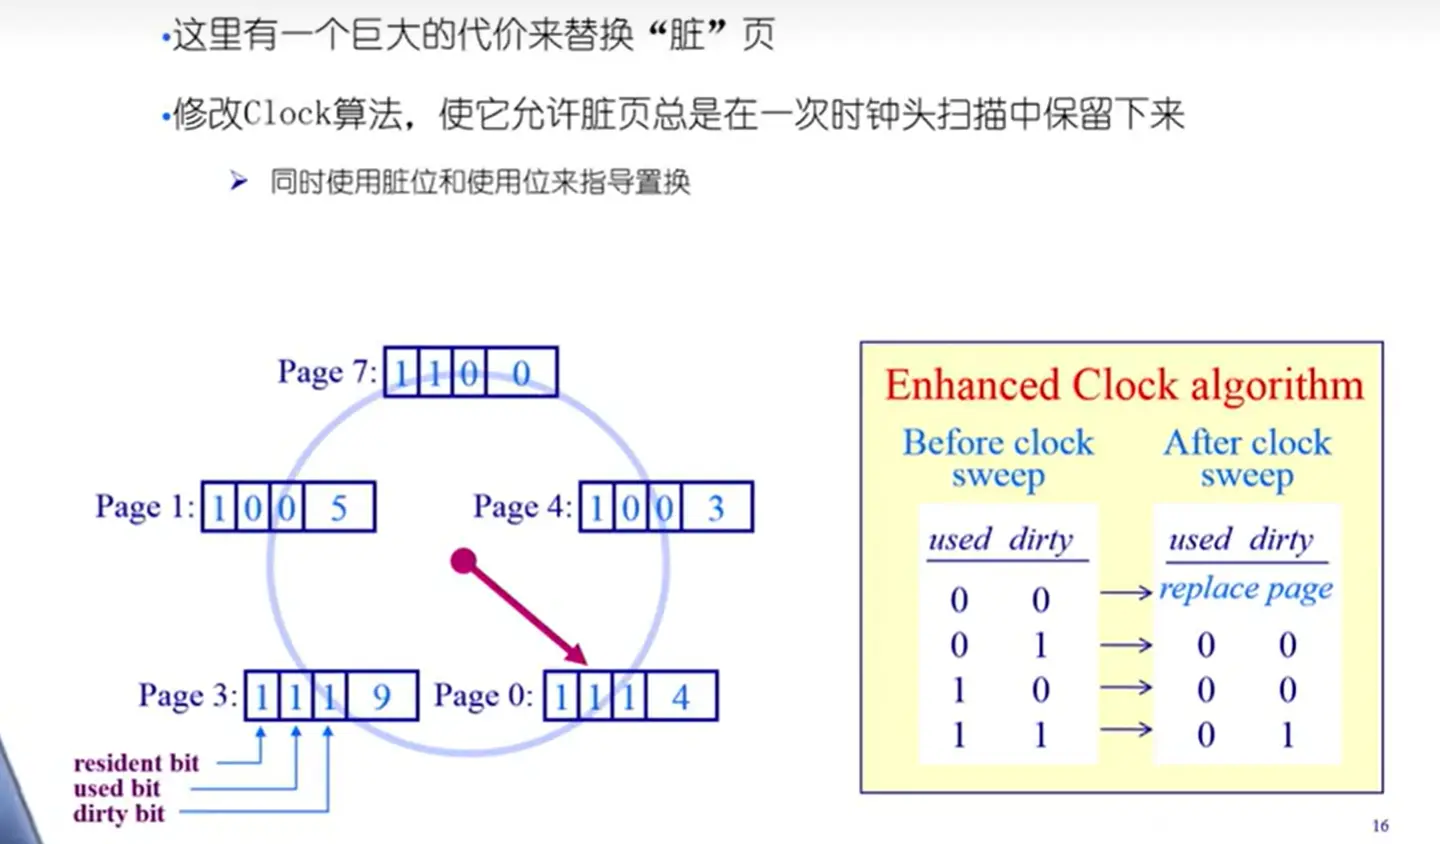 •这里有一个巨大的代价来替换“脏”页
•修改Clock算法，使它允许脏页总是在一次时钟头扫描中保留下来
➢ 同时使用脏位和使用位来指导置换
Page 7: 1 1 0 0
Page 1: 1 0 0 5
Page 4: 1 0 0 3
Page 3: 1 1 1 9
Page 0: 1 1 1 4
resident bit
used bit
dirty bit
Enhanced Clock algorithm
Before clock sweep
After clock sweep
used dirty
used dirty
0 0 → replace page
0 1 → 0 0
1 0 → 0 0
1 1 → 0 1
16